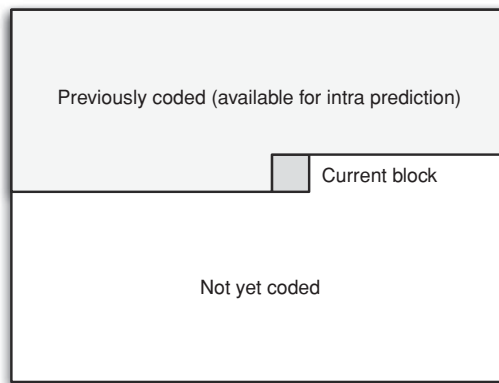 Previously coded (available for intra prediction)
Current block
Not yet coded